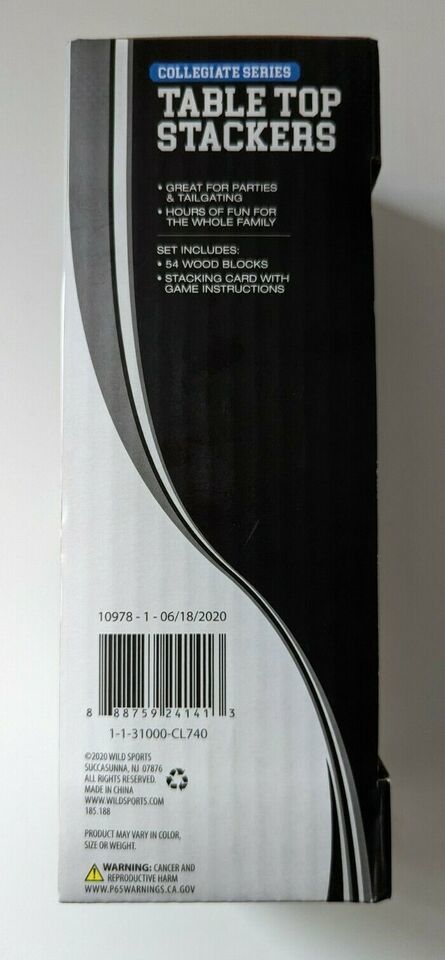 COLLEGIATE SERIES
TABLE TOP
STACKERS
• GREAT FOR PARTIES
& TAILGATING
• HOURS OF FUN FOR
THE WHOLE FAMILY
SET INCLUDES:
• 54 WOOD BLOCKS
• STACKING CARD WITH
GAME INSTRUCTIONS
10978 - 1 - 06/18/2020
8 88759 24141 3
1-1-31000-CL740
©2020 WILD SPORTS
SUCCASUNNA, NJ 07876
ALL RIGHTS RESERVED.
MADE IN CHINA
WWW.WILDSPORTS.COM
185.188
PRODUCT MAY VARY IN COLOR,
SIZE OR WEIGHT.
WARNING: CANCER AND
REPRODUCTIVE HARM
WWW.P65WARNINGS.CA.GOV